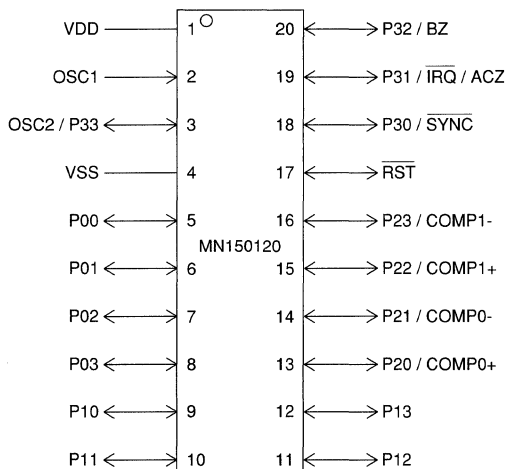 VDD 1 20 P32 / BZ
OSC1 2 19 P31 / IRQ / ACZ
OSC2 / P33 3 18 P30 / SYNC
VSS 4 17 RST
P00 5 16 P23 / COMP1-
MN150120
P01 6 15 P22 / COMP1+
P02 7 14 P21 / COMP0-
P03 8 13 P20 / COMP0+
P10 9 12 P13
P11 10 11 P12